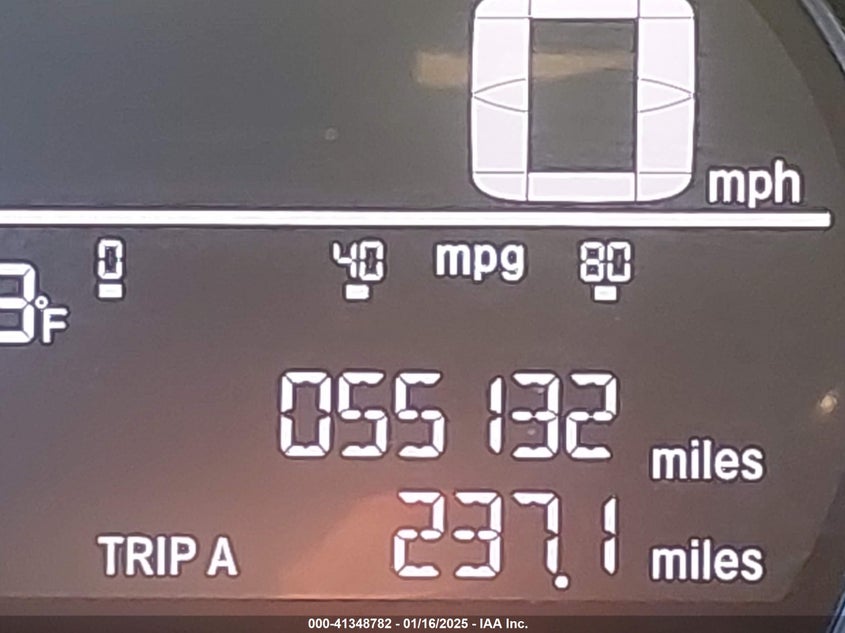 0 mph
0 40 mpg 80
3°F
055132 miles
TRIP A 237.1 miles
000-41348782 - 01/16/2025 - IAA Inc.